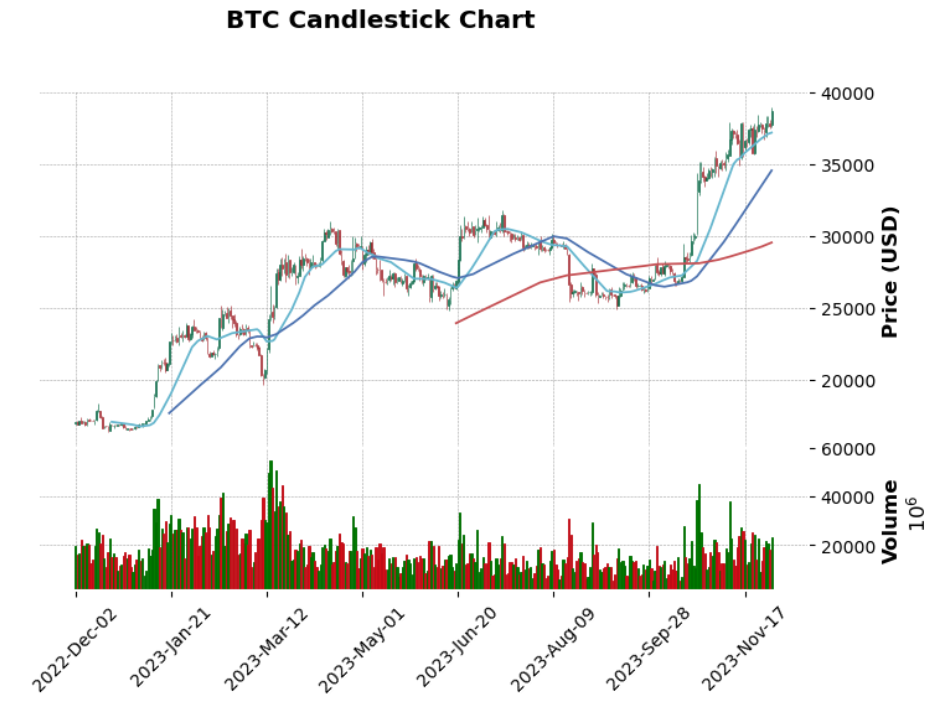 BTC Candlestick Chart
40000
35000
30000
25000
20000
Price (USD)
60000
40000
20000
Volume
10^6
2022-Dec-02
2023-Jan-21
2023-Mar-12
2023-May-01
2023-Jun-20
2023-Aug-09
2023-Sep-28
2023-Nov-17